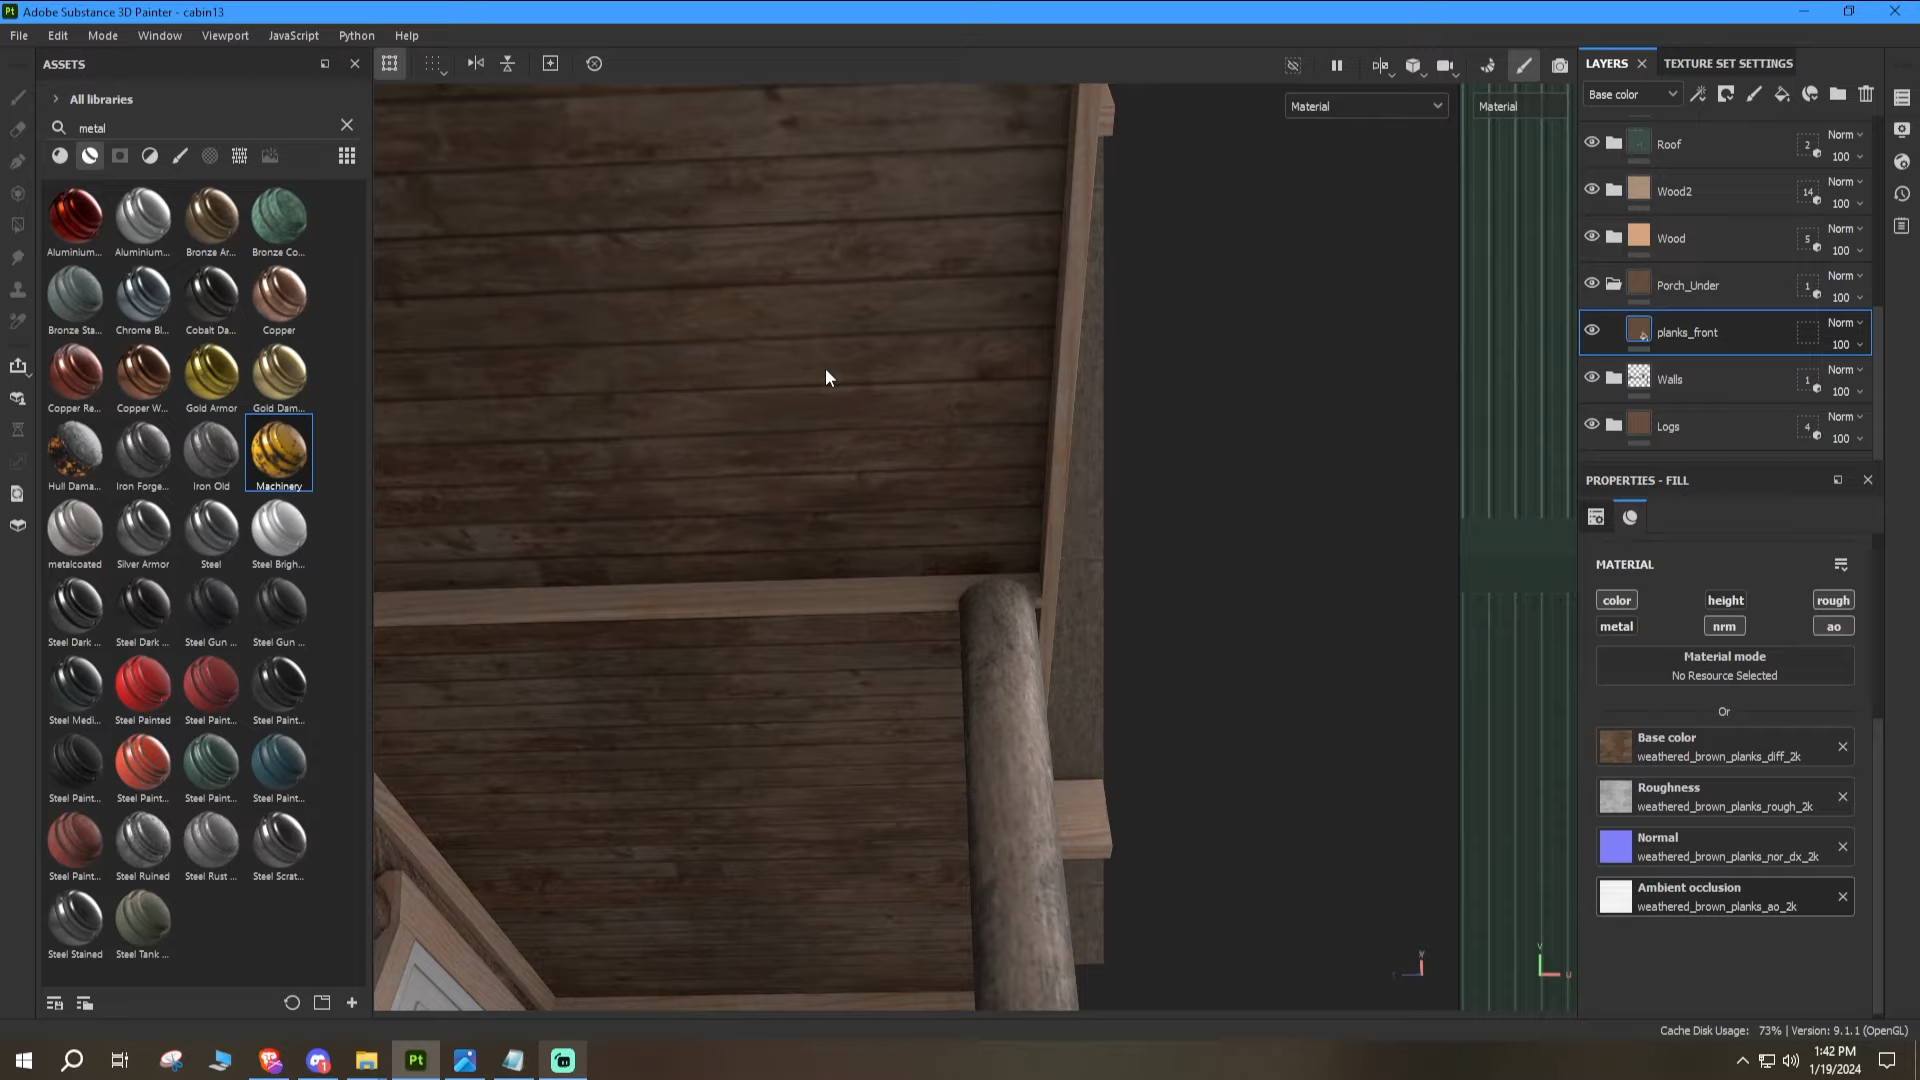 Adobe Substance 3D Painter - cabin13
File Edit Mode Window Viewport JavaScript Python Help
ASSETS
All libraries
metal
Aluminium... Aluminium... Bronze Ar... Bronze Co...
Bronze Sta... Chrome Bl... Cobalt Da... Copper
Copper Re... Copper W... Gold Armor Gold Dam...
Hull Dama... Iron Forge... Iron Old Machinery
metalcoated Silver Armor Steel Steel Brigh...
Steel Dark ... Steel Dark ... Steel Gun ... Steel Gun ...
Steel Medi... Steel Painted Steel Paint... Steel Paint...
Steel Paint... Steel Paint... Steel Paint... Steel Paint...
Steel Paint... Steel Ruined Steel Rust ... Steel Scrat...
Steel Stained Steel Tank ...
Material
Material
LAYERS TEXTURE SET SETTINGS
Base color
Roof 2 Norm 100
Wood2 14 Norm 100
Wood 5 Norm 100
Porch_Under 1 Norm 100
planks_front Norm 100
Walls 1 Norm 100
Logs 4 Norm 100
PROPERTIES - FILL
MATERIAL
color height rough
metal nrm ao
Material mode
No Resource Selected
Or
Base color
weathered_brown_planks_diff_2k
Roughness
weathered_brown_planks_rough_2k
Normal
weathered_brown_planks_nor_dx_2k
Ambient occlusion
weathered_brown_planks_ao_2k
Cache Disk Usage: 73% | Version: 9.1.1 (OpenGL)
1:42 PM
1/19/2024